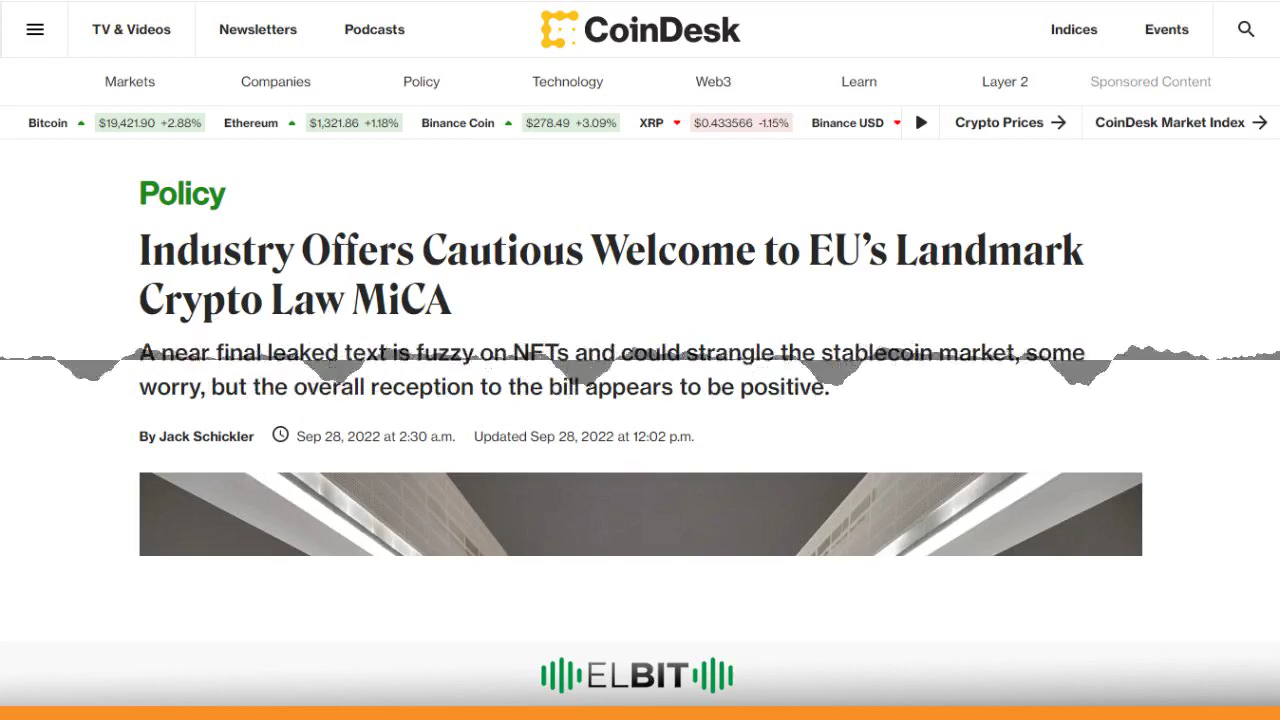 TV & Videos Newsletters Podcasts CoinDesk Indices Events
Markets Companies Policy Technology Web3 Learn Layer 2 Sponsored Content
Bitcoin $19,421.90 +2.88% Ethereum $1,321.86 +1.18% Binance Coin $278.49 +3.09% XRP $0.433566 -1.15% Binance USD Crypto Prices → CoinDesk Market Index →
Policy
Industry Offers Cautious Welcome to EU’s Landmark
Crypto Law MiCA
A near final leaked text is fuzzy on NFTs and could strangle the stablecoin market, some
worry, but the overall reception to the bill appears to be positive.
By Jack Schickler Sep 28, 2022 at 2:30 a.m. Updated Sep 28, 2022 at 12:02 p.m.
ELBIT